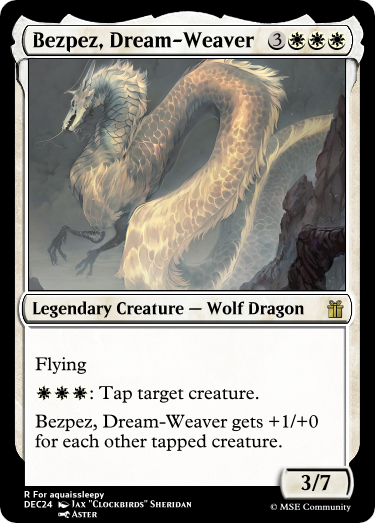 Bezpez, Dream-Weaver 3
Legendary Creature — Wolf Dragon
Flying
: Tap target creature.
Bezpez, Dream-Weaver gets +1/+0
for each other tapped creature.
3/7
R For aquaissleepy
DEC24 Jax "Clockbirds" Sheridan
Aster
© MSE Community